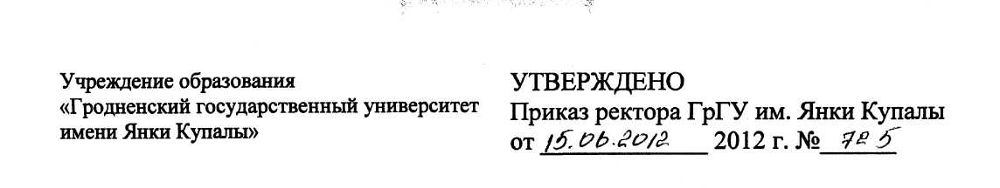 Учреждение образования
«Гродненский государственный университет
имени Янки Купалы»
УТВЕРЖДЕНО
Приказ ректора ГрГУ им. Янки Купалы
от 15.06.2012 2012 г. № 725